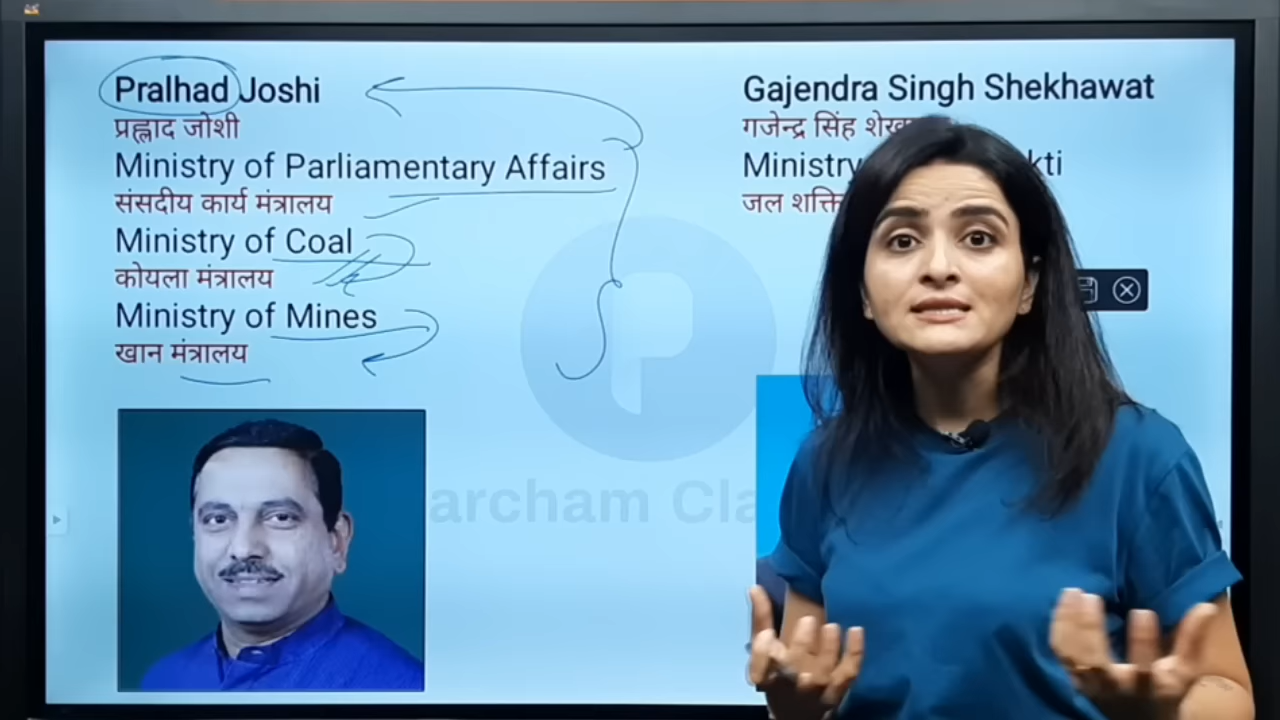 Pralhad Joshi
प्रह्लाद जोशी
Ministry of Parliamentary Affairs
संसदीय कार्य मंत्रालय
Ministry of Coal
कोयला मंत्रालय
Ministry of Mines
खान मंत्रालय
Gajendra Singh Shekhawat
गजेन्द्र सिंह
Ministry
जल शक्ति